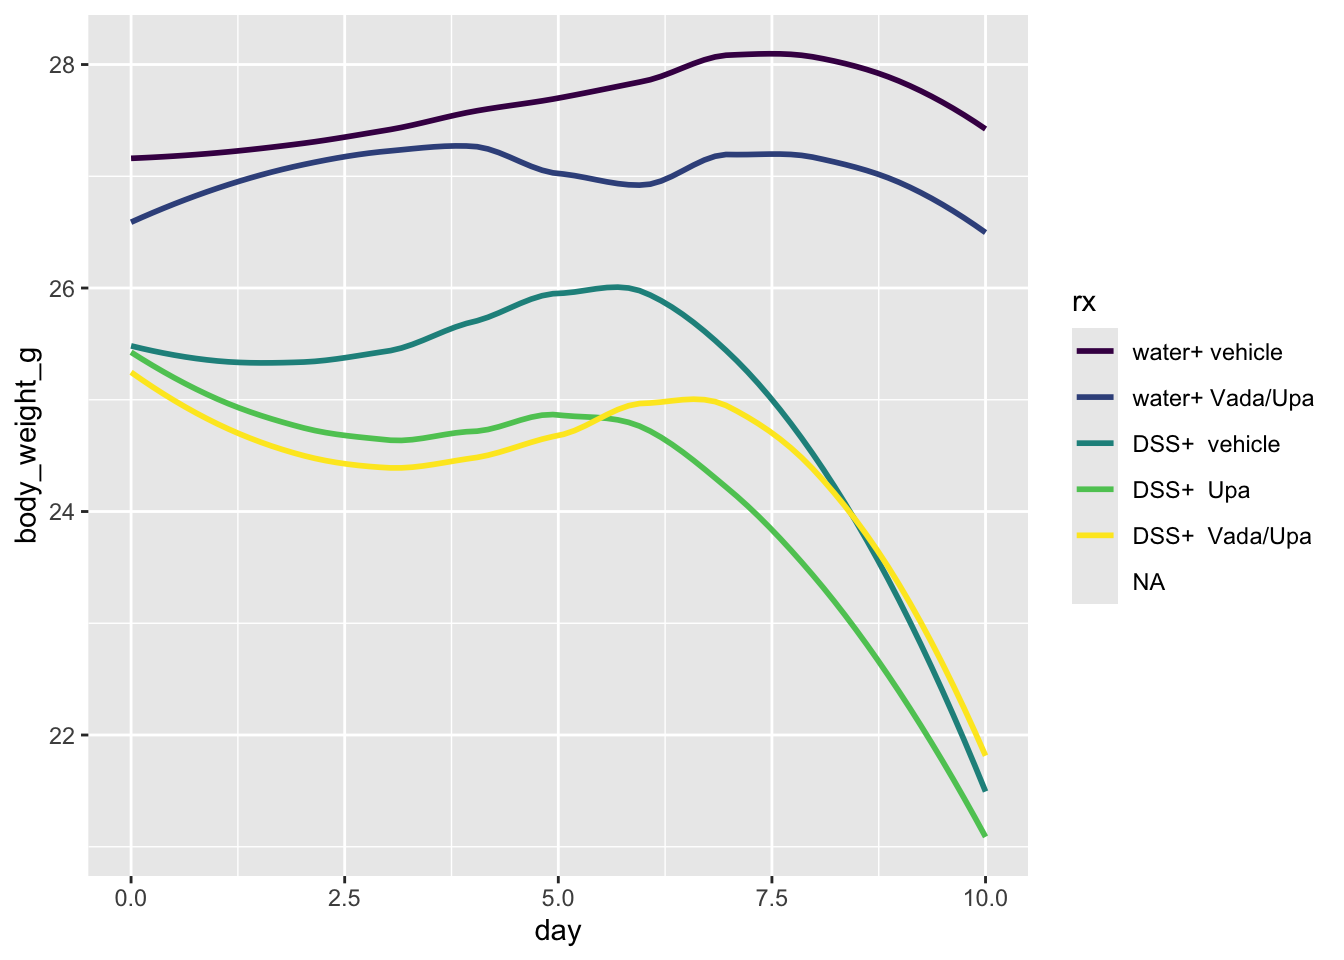 28
26
24
22
body_weight_g
0.0 2.5 5.0 7.5 10.0
day
rx
water+ vehicle
water+ Vada/Upa
DSS+  vehicle
DSS+  Upa
DSS+  Vada/Upa
NA